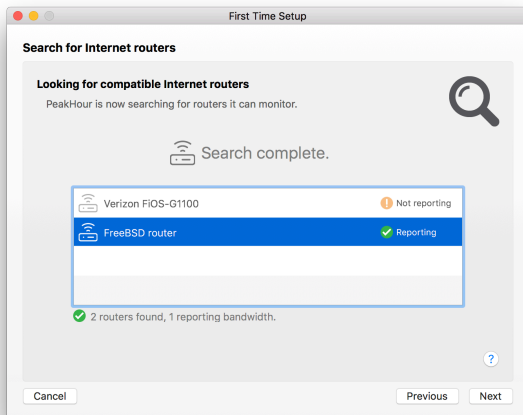 First Time Setup
Search for Internet routers
Looking for compatible Internet routers
PeakHour is now searching for routers it can monitor.
Search complete.
Verizon FiOS-G1100 Not reporting
FreeBSD router Reporting
2 routers found, 1 reporting bandwidth.
?
Cancel Previous Next